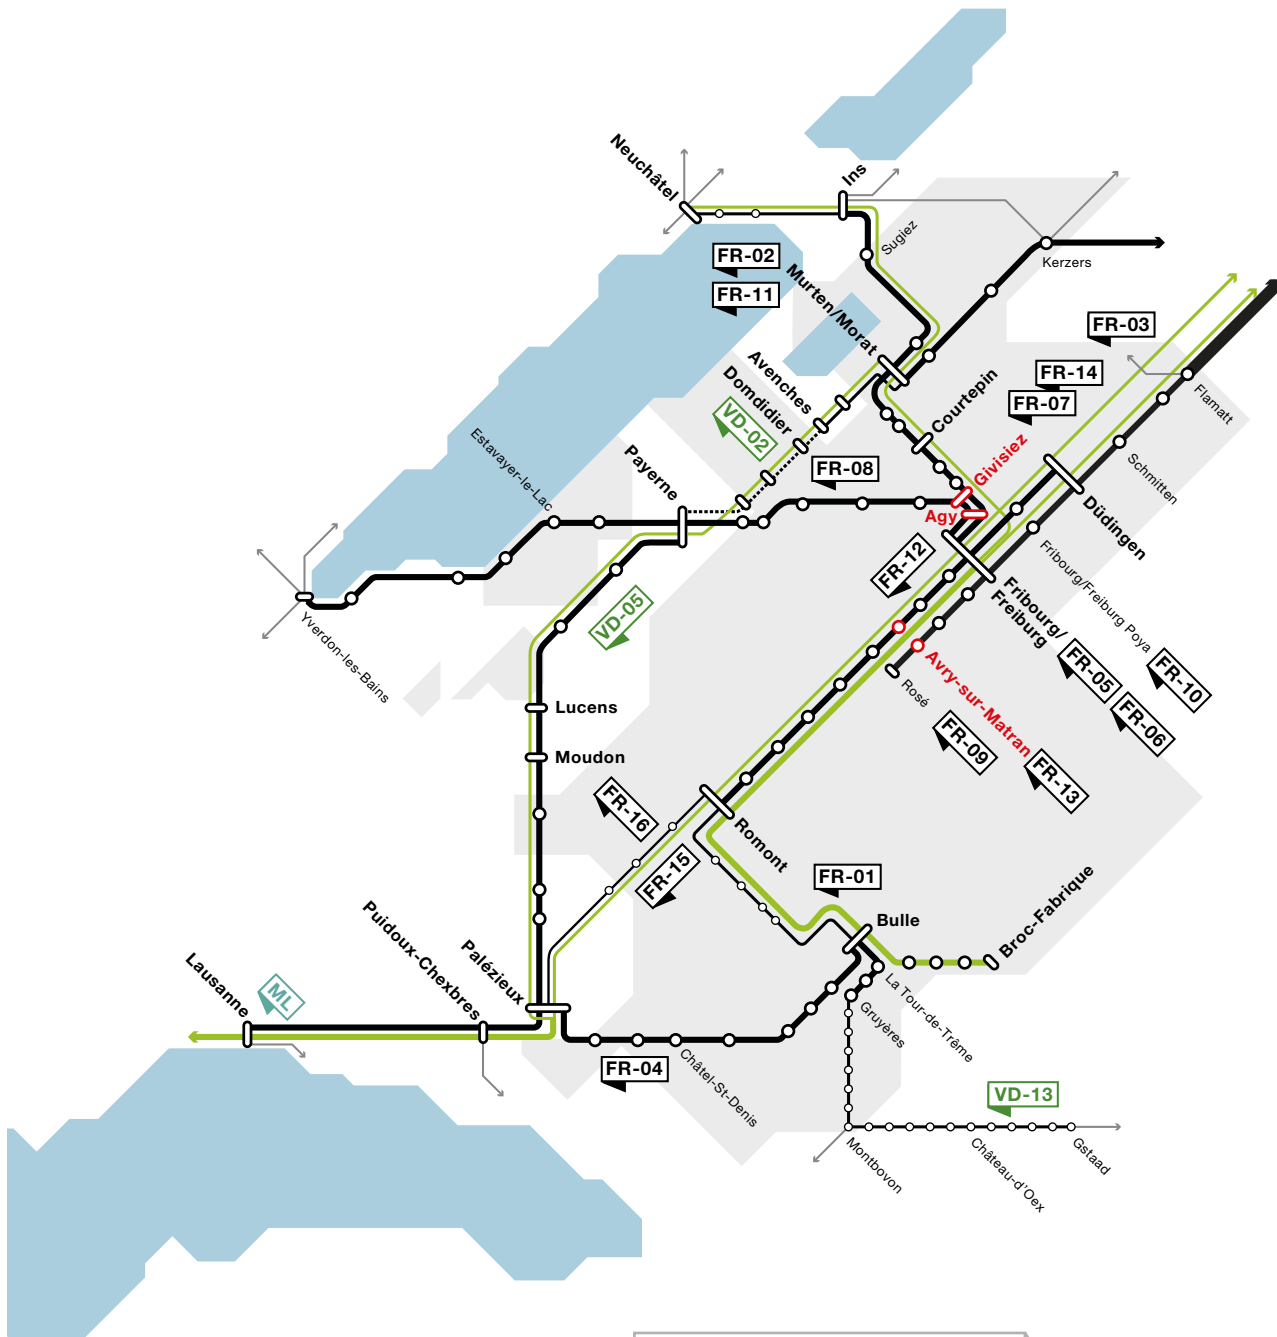 Neuchâtel
Ins
Sugiez
Kerzers
FR-02
FR-11
Murten/Morat
FR-03
Avenches
Domdidier
VD-02
FR-14
FR-07
Flamatt
Courtepin
Estavayer-le-Lac
Payerne
FR-08
Givisiez
Agy
Schmitten
Düdingen
FR-12
Fribourg/Freiburg Poya
Fribourg/
Freiburg
Yverdon-les-Bains
VD-05
FR-05
FR-10
FR-06
Rosé
Avry-sur-Matran
FR-09
FR-13
Lucens
Moudon
FR-16
Romont
FR-15
FR-01
Bulle
Broc-Fabrique
Puidoux-Chexbres
Palézieux
Lausanne
ML
La Tour-de-Trême
Gruyères
FR-04
Châtel-St-Denis
VD-13
Montbovon
Château-d'Oex
Gstaad